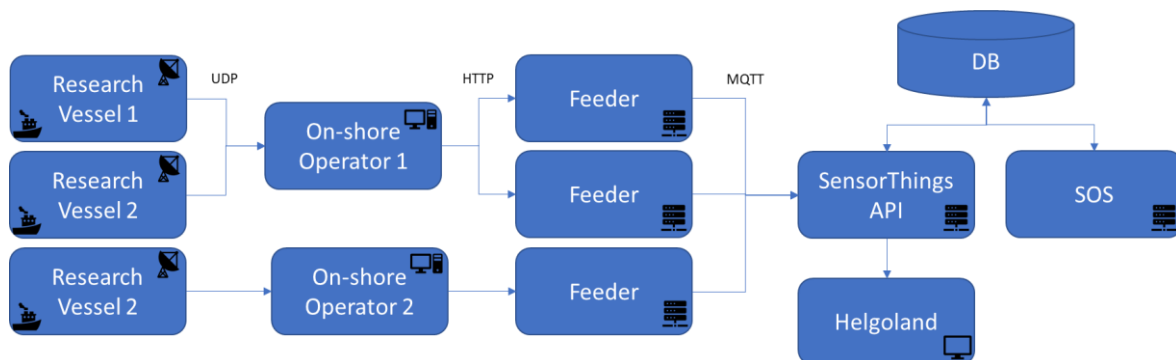 Research
Vessel 1
Research
Vessel 2
Research
Vessel 2
UDP
On-shore
Operator 1
On-shore
Operator 2
HTTP
Feeder
Feeder
Feeder
MQTT
DB
SensorThings
API
SOS
Helgoland